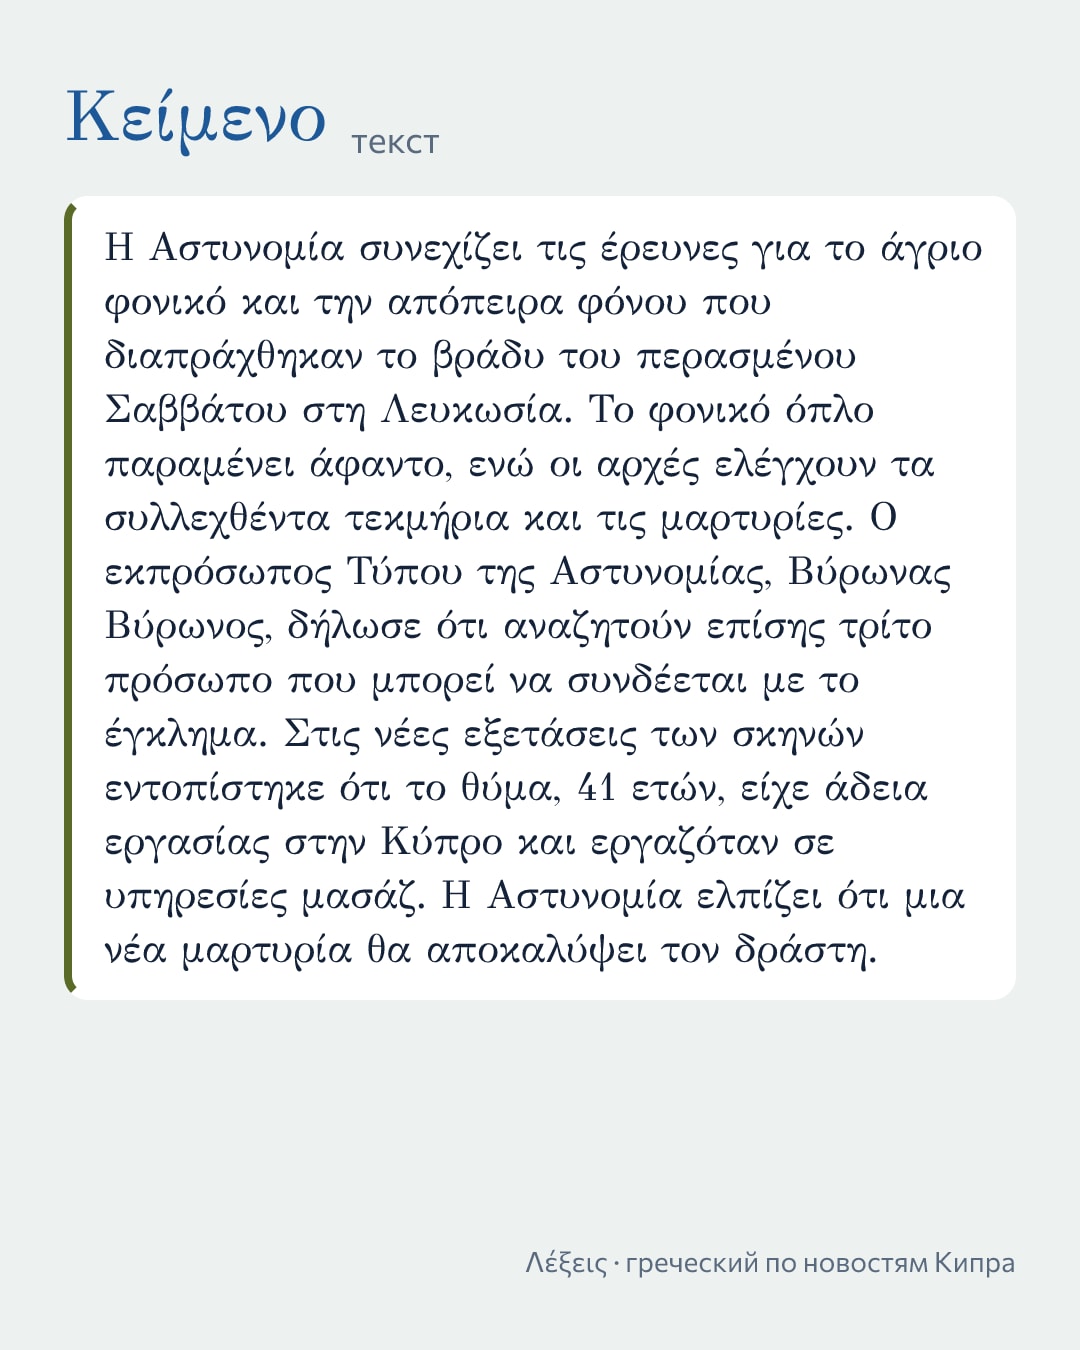 Κείμενο текст
Η Αστυνομία συνεχίζει τις έρευνες για το άγριο
φονικό και την απόπειρα φόνου που
διαπράχθηκαν το βράδυ του περασμένου
Σαββάτου στη Λευκωσία. Το φονικό όπλο
παραμένει άφαντο, ενώ οι αρχές ελέγχουν τα
συλλεχθέντα τεκμήρια και τις μαρτυρίες. Ο
εκπρόσωπος Τύπου της Αστυνομίας, Βύρωνας
Βύρωνος, δήλωσε ότι αναζητούν επίσης τρίτο
πρόσωπο που μπορεί να συνδέεται με το
έγκλημα. Στις νέες εξετάσεις των σκηνών
εντοπίστηκε ότι το θύμα, 41 ετών, είχε άδεια
εργασίας στην Κύπρο και εργαζόταν σε
υπηρεσίες μασάζ. Η Αστυνομία ελπίζει ότι μια
νέα μαρτυρία θα αποκαλύψει τον δράστη.
Λέξεις · греческий по новостям Кипра